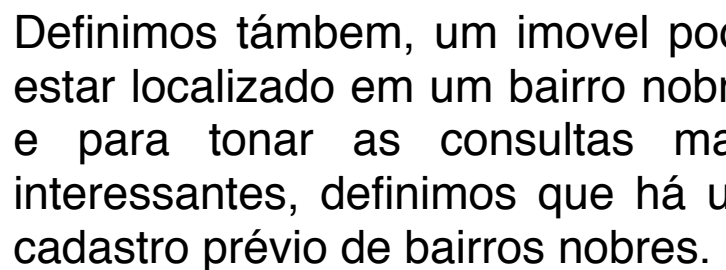 Definimos támbem, um imovel pod
estar localizado em um bairro nobr
e para tonar as consultas ma
interessantes, definimos que há u
cadastro prévio de bairros nobres.